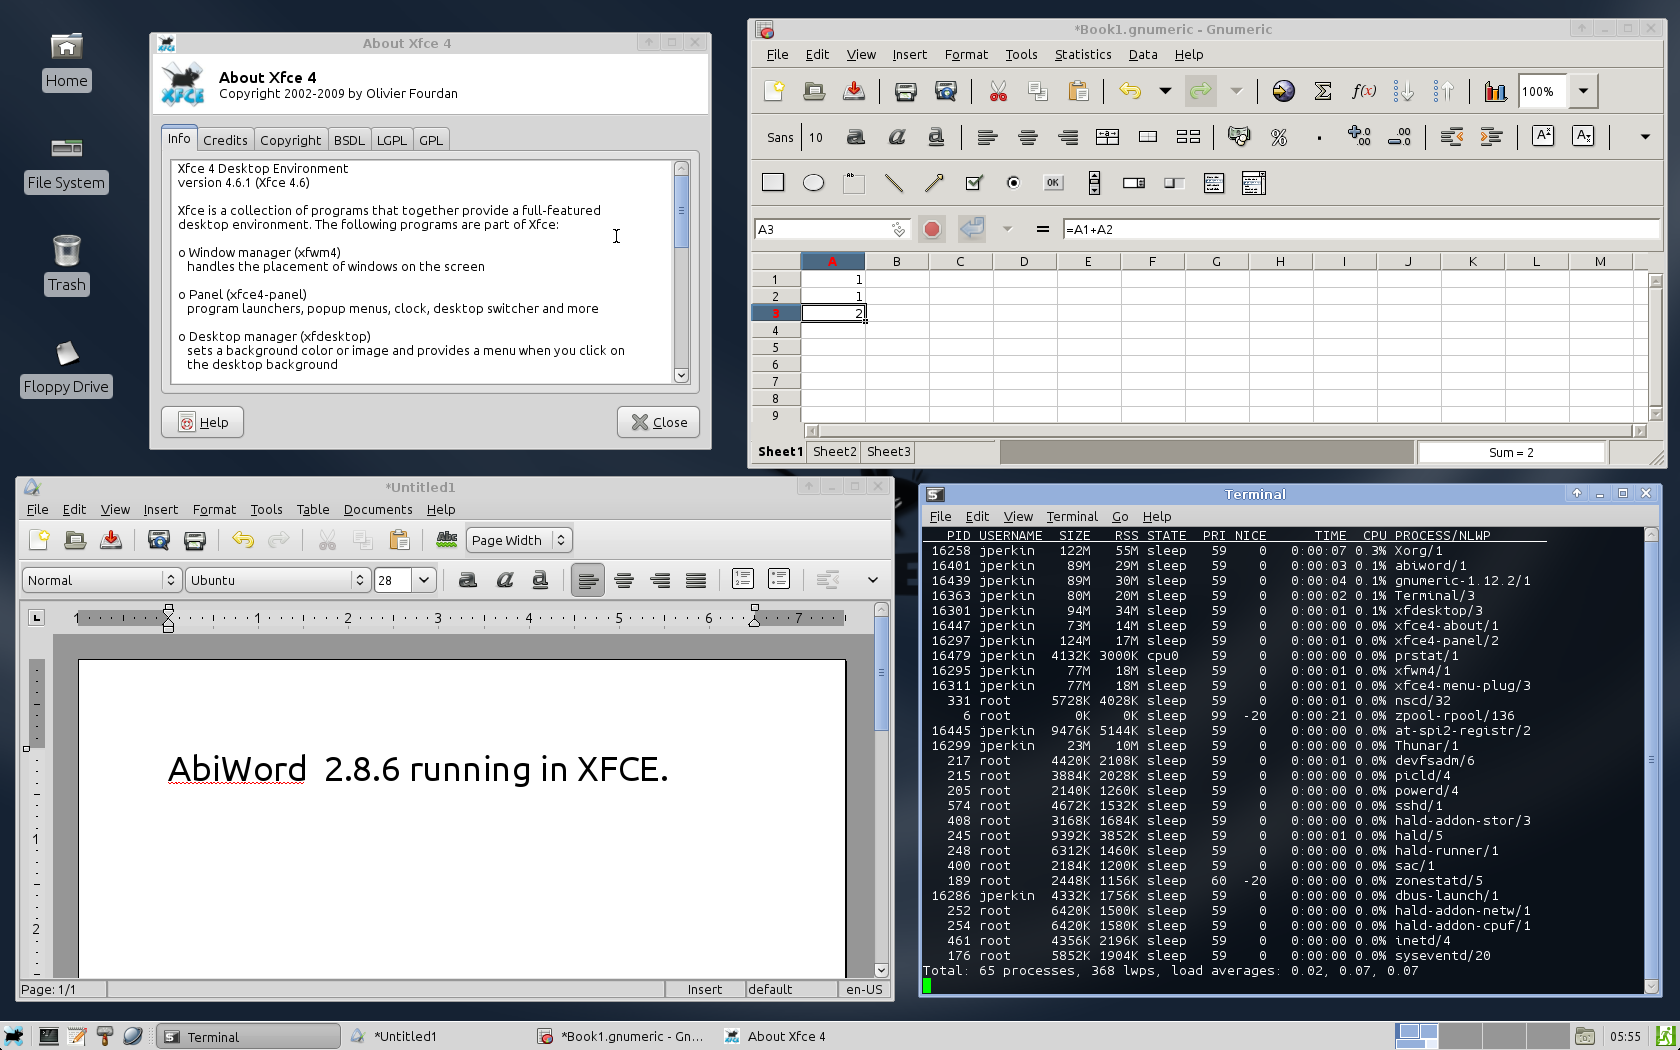 Home
File System
Trash
Floppy Drive
About Xfce 4
XFCE
About Xfce 4
Copyright 2002-2009 by Olivier Fourdan
Info Credits Copyright BSDL LGPL GPL
Xfce 4 Desktop Environment
version 4.6.1 (Xfce 4.6)
Xfce is a collection of programs that together provide a full-featured
desktop environment. The following programs are part of Xfce:
o Window manager (xfwm4)
handles the placement of windows on the screen
o Panel (xfce4-panel)
program launchers, popup menus, clock, desktop switcher and more
o Desktop manager (xfdesktop)
sets a background color or image and provides a menu when you click on
the desktop background
Help Close
*Book1.gnumeric - Gnumeric
File Edit View Insert Format Tools Statistics Data Help
f(x) 100%
Sans 10 a a a % .0 .00 A² A₂
Ab OK
A3 =A1+A2
A B C D E F G H I J K L M
1 1
2 1
3 2
4
5
6
7
8
9
Sheet1 Sheet2 Sheet3 Sum = 2
*Untitled1
File Edit View Insert Format Tools Table Documents Help
Abc Page Width
Normal Ubuntu 28 a a a
1 1 2 3 4 5 6 7
AbiWord 2.8.6 running in XFCE.
1
2
Page: 1/1 Insert default en-US
Terminal
File Edit View Terminal Go Help
PID USERNAME SIZE RSS STATE PRI NICE TIME CPU PROCESS/NLWP
16258 jperkin 122M 55M sleep 59 0 0:00:07 0.3% Xorg/1
16401 jperkin 89M 29M sleep 59 0 0:00:03 0.1% abiword/1
16439 jperkin 89M 30M sleep 59 0 0:00:04 0.1% gnumeric-1.12.2/1
16363 jperkin 80M 20M sleep 59 0 0:00:02 0.1% Terminal/3
16301 jperkin 94M 34M sleep 59 0 0:00:01 0.1% xfdesktop/3
16447 jperkin 73M 14M sleep 59 0 0:00:00 0.0% xfce4-about/1
16297 jperkin 124M 17M sleep 59 0 0:00:01 0.0% xfce4-panel/2
16479 jperkin 4132K 3000K cpu0 59 0 0:00:00 0.0% prstat/1
16295 jperkin 77M 18M sleep 59 0 0:00:01 0.0% xfwm4/1
16311 jperkin 77M 18M sleep 59 0 0:00:01 0.0% xfce4-menu-plug/3
331 root 5728K 4028K sleep 59 0 0:00:01 0.0% nscd/32
6 root 0K 0K sleep 99 -20 0:00:21 0.0% zpool-rpool/136
16445 jperkin 9476K 5144K sleep 59 0 0:00:00 0.0% at-spi2-registr/2
16299 jperkin 23M 10M sleep 59 0 0:00:00 0.0% Thunar/1
217 root 4420K 2108K sleep 59 0 0:00:01 0.0% devfsadm/6
215 root 3884K 2028K sleep 59 0 0:00:00 0.0% picld/4
205 root 2140K 1260K sleep 59 0 0:00:00 0.0% powerd/4
574 root 4672K 1532K sleep 59 0 0:00:00 0.0% sshd/1
408 root 3168K 1684K sleep 59 0 0:00:00 0.0% hald-addon-stor/3
245 root 9392K 3852K sleep 59 0 0:00:01 0.0% hald/5
248 root 6312K 1460K sleep 59 0 0:00:00 0.0% hald-runner/1
400 root 2184K 1200K sleep 59 0 0:00:00 0.0% sac/1
189 root 2448K 1156K sleep 60 -20 0:00:00 0.0% zonestatd/5
16286 jperkin 4332K 1756K sleep 59 0 0:00:00 0.0% dbus-launch/1
252 root 6420K 1500K sleep 59 0 0:00:00 0.0% hald-addon-netw/1
254 root 6420K 1580K sleep 59 0 0:00:00 0.0% hald-addon-cpuf/1
461 root 4356K 2196K sleep 59 0 0:00:00 0.0% inetd/4
176 root 5852K 1904K sleep 59 0 0:00:00 0.0% syseventd/20
Total: 65 processes, 368 lwps, load averages: 0.02, 0.07, 0.07
Terminal *Untitled1 *Book1.gnumeric - Gn... About Xfce 4 05:55